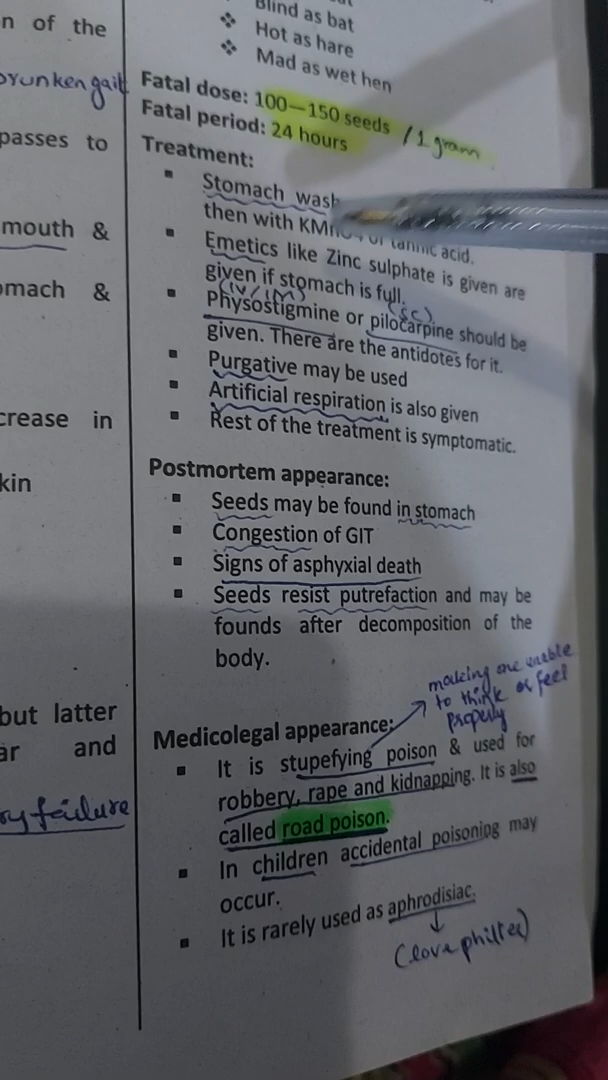 n of the
drunken gait
passes to
mouth &
omach &
crease in
kin
but latter
ar and
ry failure
Blind as bat
Hot as hare
Mad as wet hen
Fatal dose: 100—150 seeds / 1 gram
Fatal period: 24 hours
Treatment:
Stomach wash
then with KMnO4 or tannic acid.
Emetics like Zinc sulphate is given are
given if stomach is full.
(IV/IM) (SC)
Physostigmine or pilocarpine should be
given. There are the antidotes for it.
Purgative may be used
Artificial respiration is also given
Rest of the treatment is symptomatic.
Postmortem appearance:
Seeds may be found in stomach
Congestion of GIT
Signs of asphyxial death
Seeds resist putrefaction and may be
founds after decomposition of the
body.
making one unable
to think or feel
properly
Medicolegal appearance:
It is stupefying poison & used for
robbery, rape and kidnapping. It is also
called road poison.
In children accidental poisoning may
occur.
It is rarely used as aphrodisiac.
(love philter)